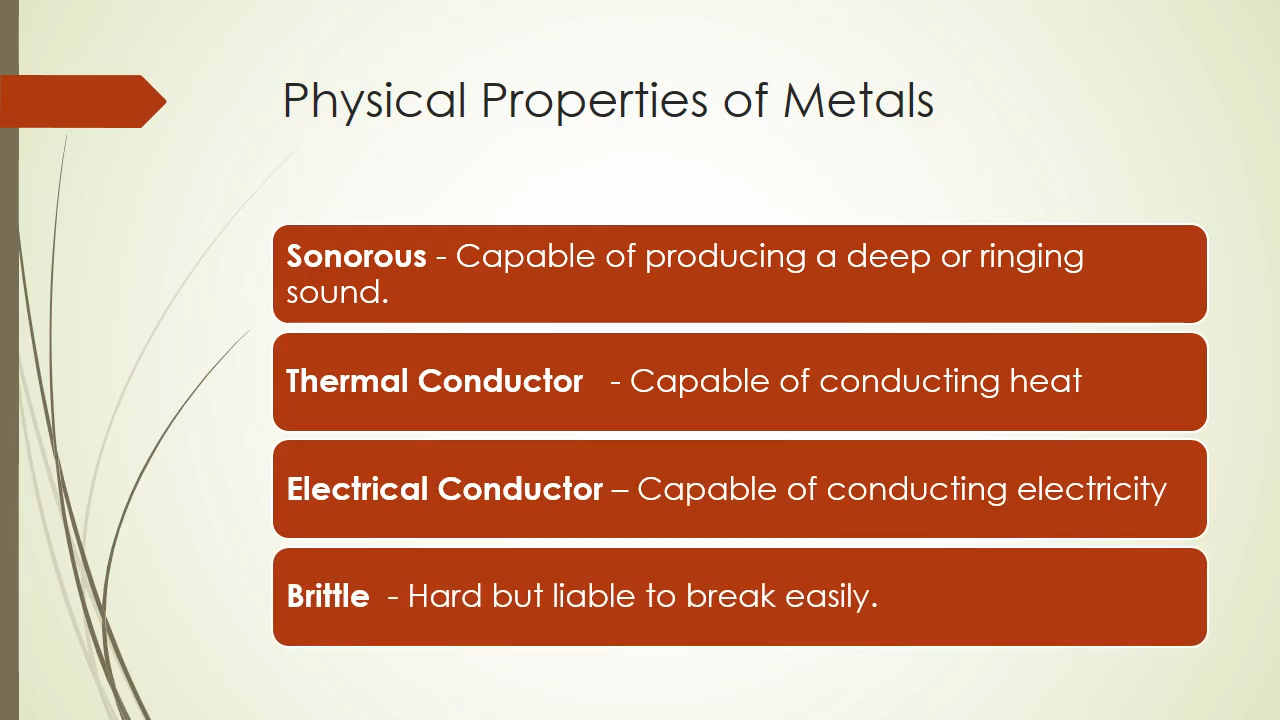 Physical Properties of Metals
Sonorous - Capable of producing a deep or ringing
sound.
Thermal Conductor - Capable of conducting heat
Electrical Conductor – Capable of conducting electricity
Brittle - Hard but liable to break easily.